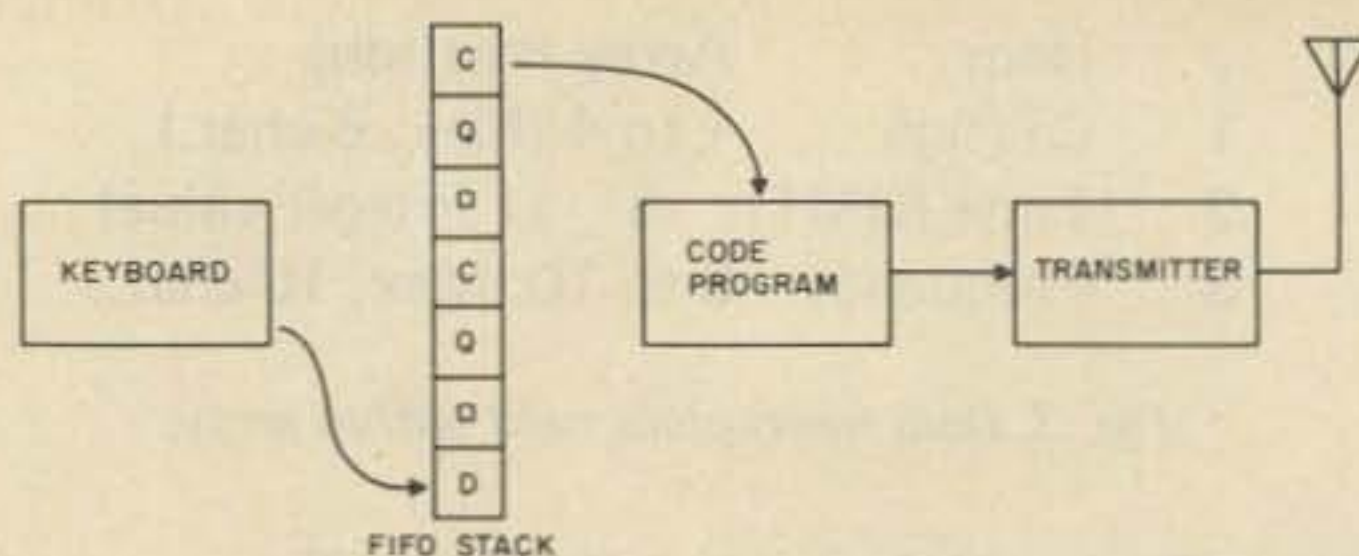 KEYBOARD
C
Q
□
C
Q
□
D
FIFO STACK
CODE
PROGRAM
TRANSMITTER